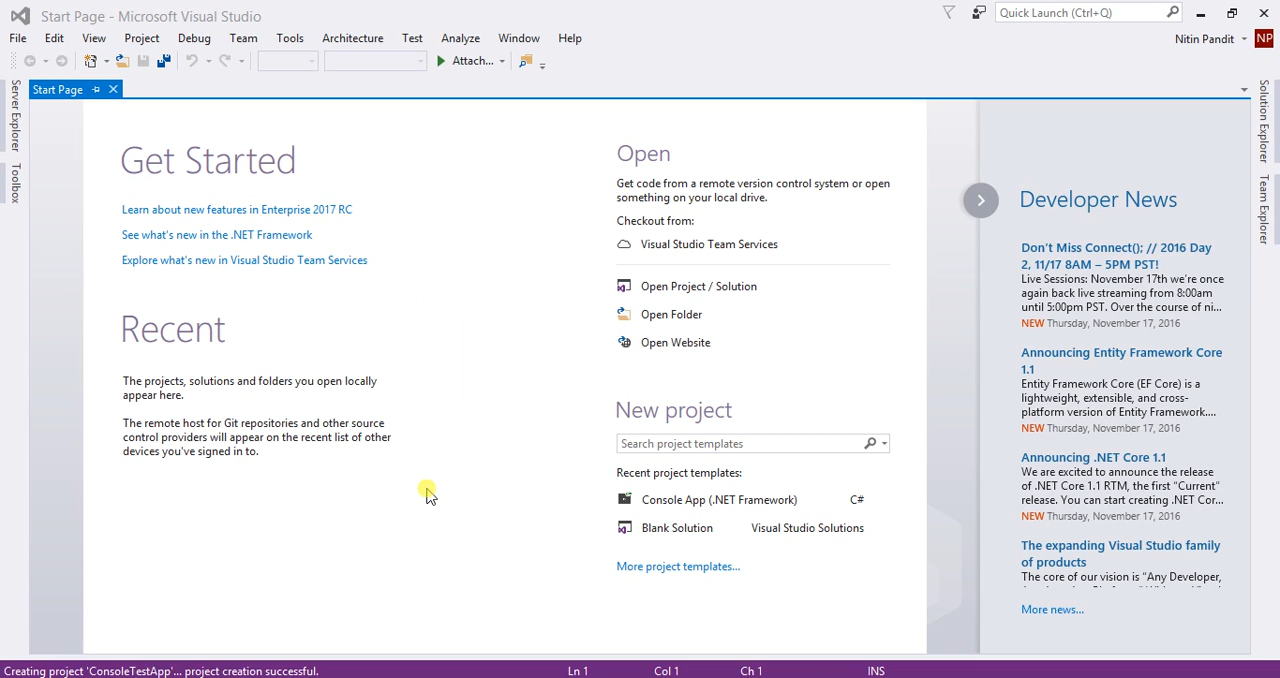 Start Page - Microsoft Visual Studio
Quick Launch (Ctrl+Q)
File Edit View Project Debug Team Tools Architecture Test Analyze Window Help
Nitin Pandit NP
Attach...
Server Explorer
Toolbox
Start Page
Get Started
Learn about new features in Enterprise 2017 RC
See what's new in the .NET Framework
Explore what's new in Visual Studio Team Services
Recent
The projects, solutions and folders you open locally
appear here.
The remote host for Git repositories and other source
control providers will appear on the recent list of other
devices you've signed in to.
Open
Get code from a remote version control system or open
something on your local drive.
Checkout from:
Visual Studio Team Services
Open Project / Solution
Open Folder
Open Website
New project
Search project templates
Recent project templates:
Console App (.NET Framework) C#
Blank Solution Visual Studio Solutions
More project templates...
Developer News
Don't Miss Connect(); // 2016 Day
2, 11/17 8AM – 5PM PST!
Live Sessions: November 17th we're once
again back live streaming from 8:00am
until 5:00pm PST. Over the course of ni...
NEW Thursday, November 17, 2016
Announcing Entity Framework Core
1.1
Entity Framework Core (EF Core) is a
lightweight, extensible, and cross-
platform version of Entity Framework....
NEW Thursday, November 17, 2016
Announcing .NET Core 1.1
We are excited to announce the release
of .NET Core 1.1 RTM, the first "Current"
release. You can start creating .NET Cor...
NEW Thursday, November 17, 2016
The expanding Visual Studio family
of products
The core of our vision is "Any Developer,
More news...
Solution Explorer
Team Explorer
Creating project 'ConsoleTestApp'... project creation successful. Ln 1 Col 1 Ch 1 INS